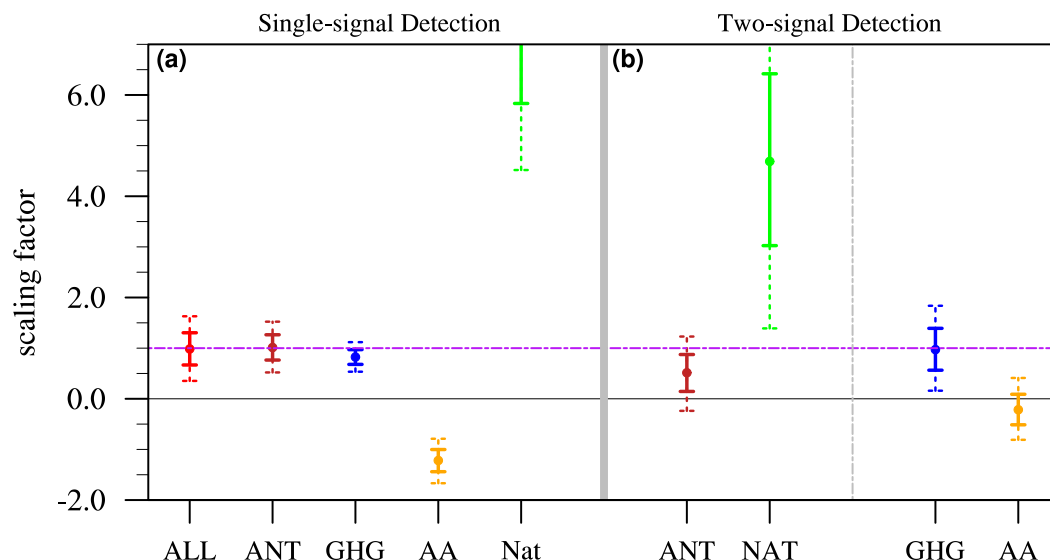 Single-signal Detection
Two-signal Detection
(a)
(b)
6.0
4.0
2.0
0.0
-2.0
scaling factor
ALL ANT GHG AA Nat
ANT NAT GHG AA